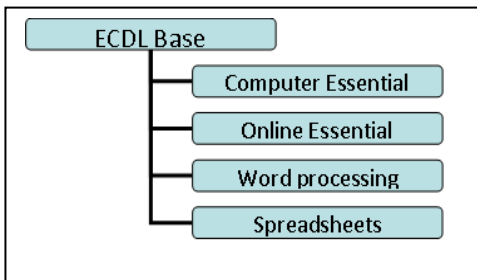 ECDL Base
Computer Essential
Online Essential
Word processing
Spreadsheets